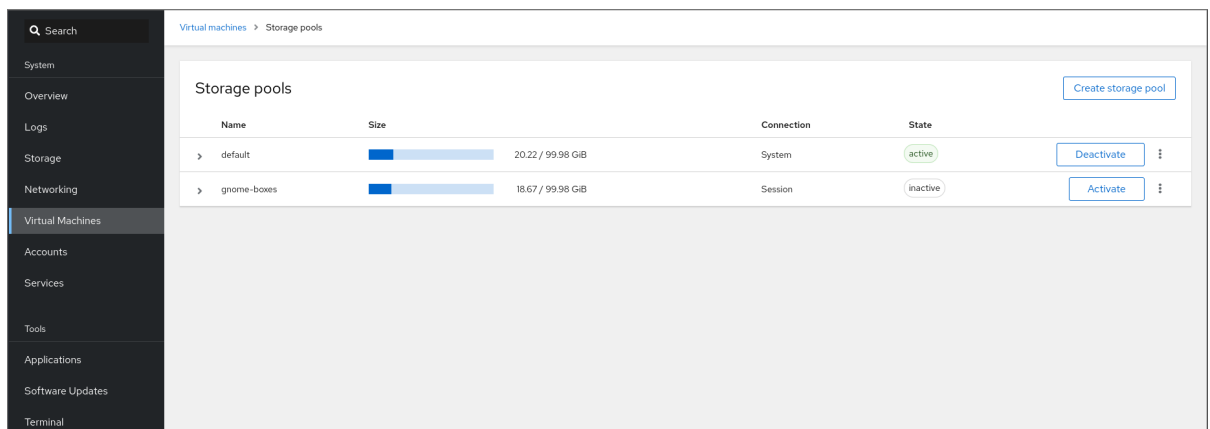 Search
System
Overview
Logs
Storage
Networking
Virtual Machines
Accounts
Services
Tools
Applications
Software Updates
Terminal
Virtual machines > Storage pools
Storage pools
Create storage pool
Name Size Connection State
default 20.22 / 99.98 GiB System active Deactivate
gnome-boxes 18.67 / 99.98 GiB Session inactive Activate